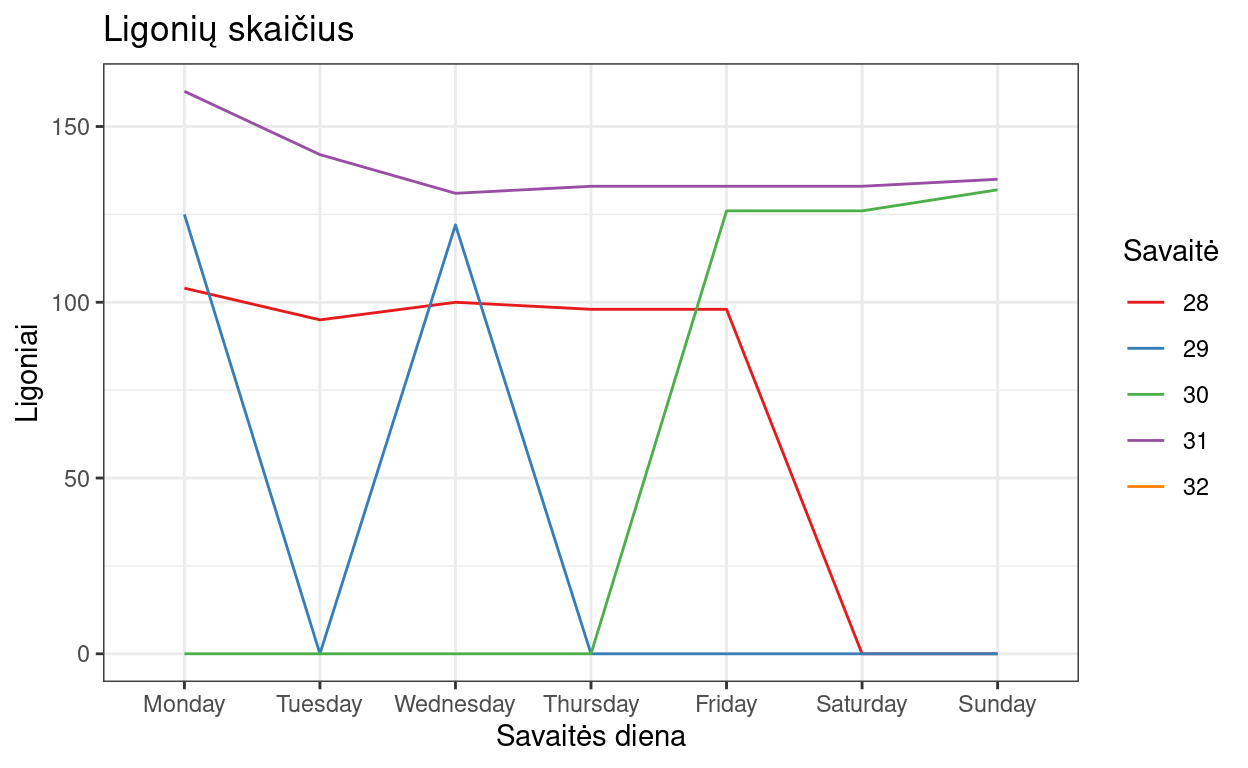 Ligonių skaičius
150
100
50
0
Ligoniai
Monday Tuesday Wednesday Thursday Friday Saturday Sunday
Savaitės diena
Savaitė
28
29
30
31
32